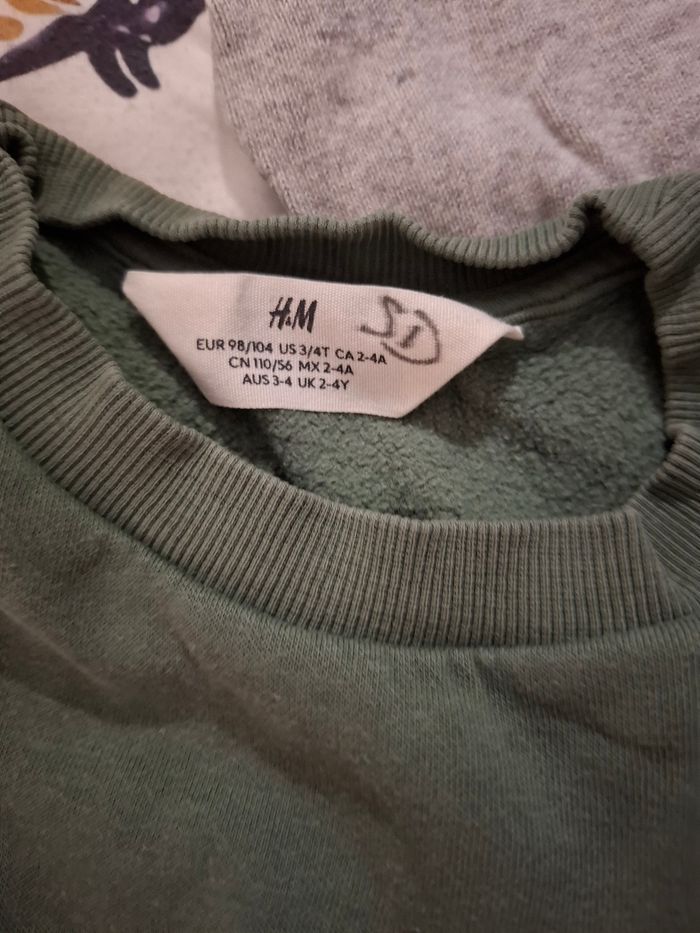 H&M
EUR 98/104 US 3/4T CA 2-4A
CN 110/56 MX 2-4A
AUS 3-4 UK 2-4Y